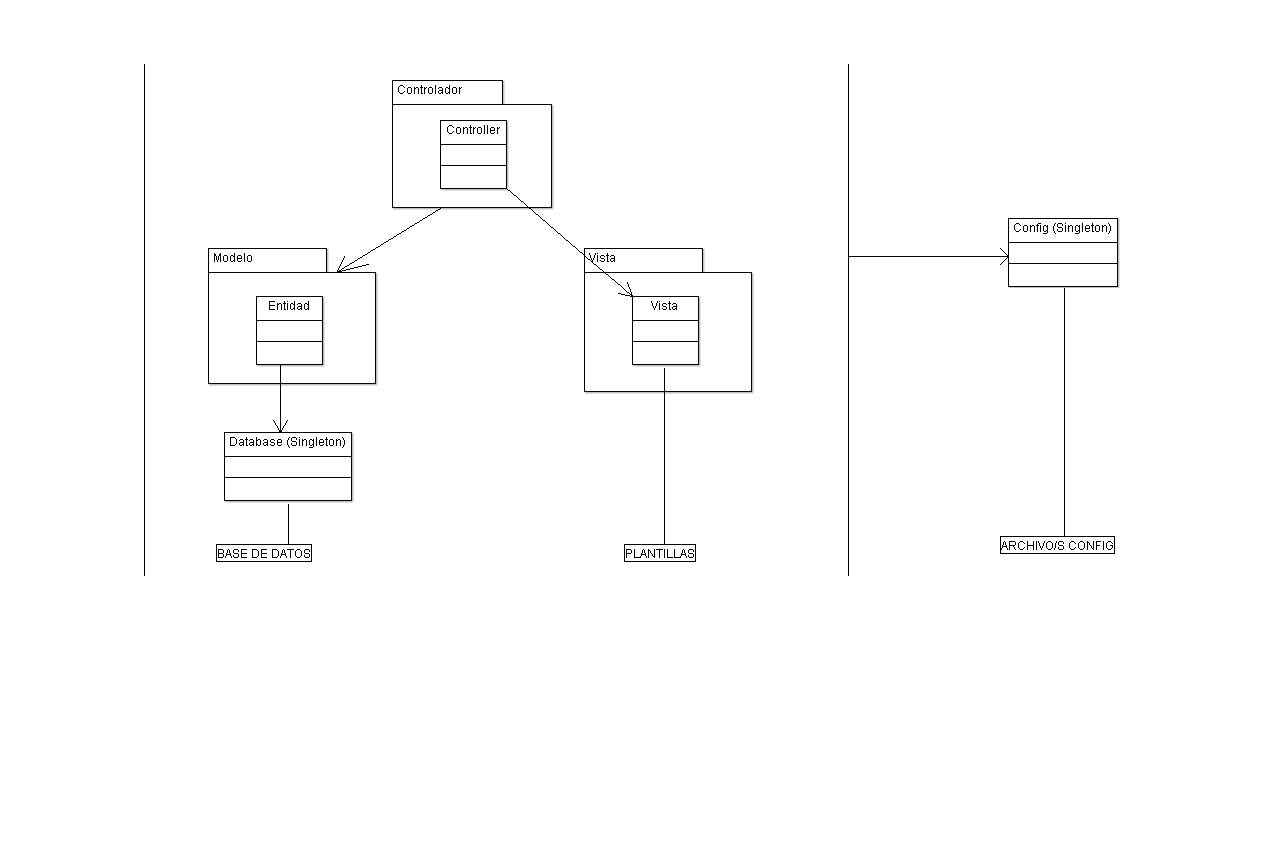 Controlador
Controller
Config (Singleton)
Modelo
Vista
Entidad
Vista
Database (Singleton)
BASE DE DATOS
PLANTILLAS
ARCHIVO/S CONFIG